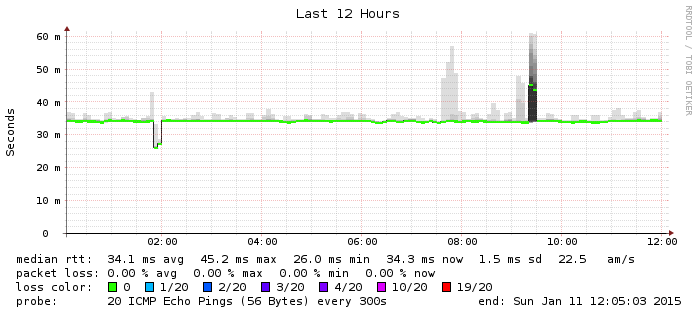 Last 12 Hours
RRDTOOL / TOBI OETIKER
60 m
50 m
40 m
30 m
20 m
10 m
0
Seconds
02:00 04:00 06:00 08:00 10:00 12:00
median rtt: 34.1 ms avg 45.2 ms max 26.0 ms min 34.3 ms now 1.5 ms sd 22.5 am/s
packet loss: 0.00 % avg 0.00 % max 0.00 % min 0.00 % now
loss color: 0 1/20 2/20 3/20 4/20 10/20 19/20
probe: 20 ICMP Echo Pings (56 Bytes) every 300s end: Sun Jan 11 12:05:03 2015